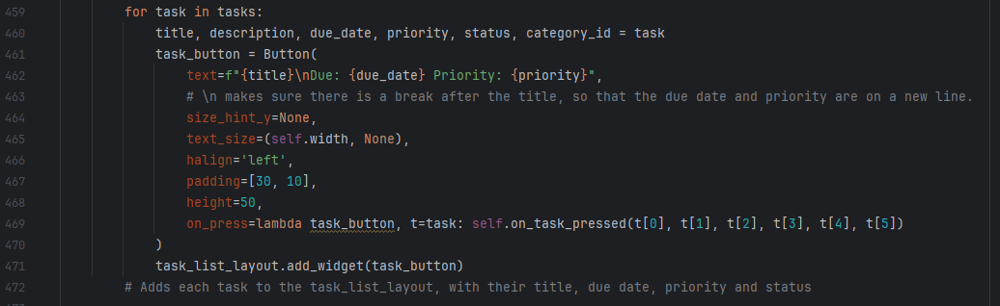 459 for task in tasks:
460 title, description, due_date, priority, status, category_id = task
461 task_button = Button(
462 text=f"{title}\nDue: {due_date} Priority: {priority}",
463 # \n makes sure there is a break after the title, so that the due date and priority are on a new line.
464 size_hint_y=None,
465 text_size=(self.width, None),
466 halign='left',
467 padding=[30, 10],
468 height=50,
469 on_press=lambda task_button, t=task: self.on_task_pressed(t[0], t[1], t[2], t[3], t[4], t[5])
470 )
471 task_list_layout.add_widget(task_button)
472 # Adds each task to the task_list_layout, with their title, due date, priority and status